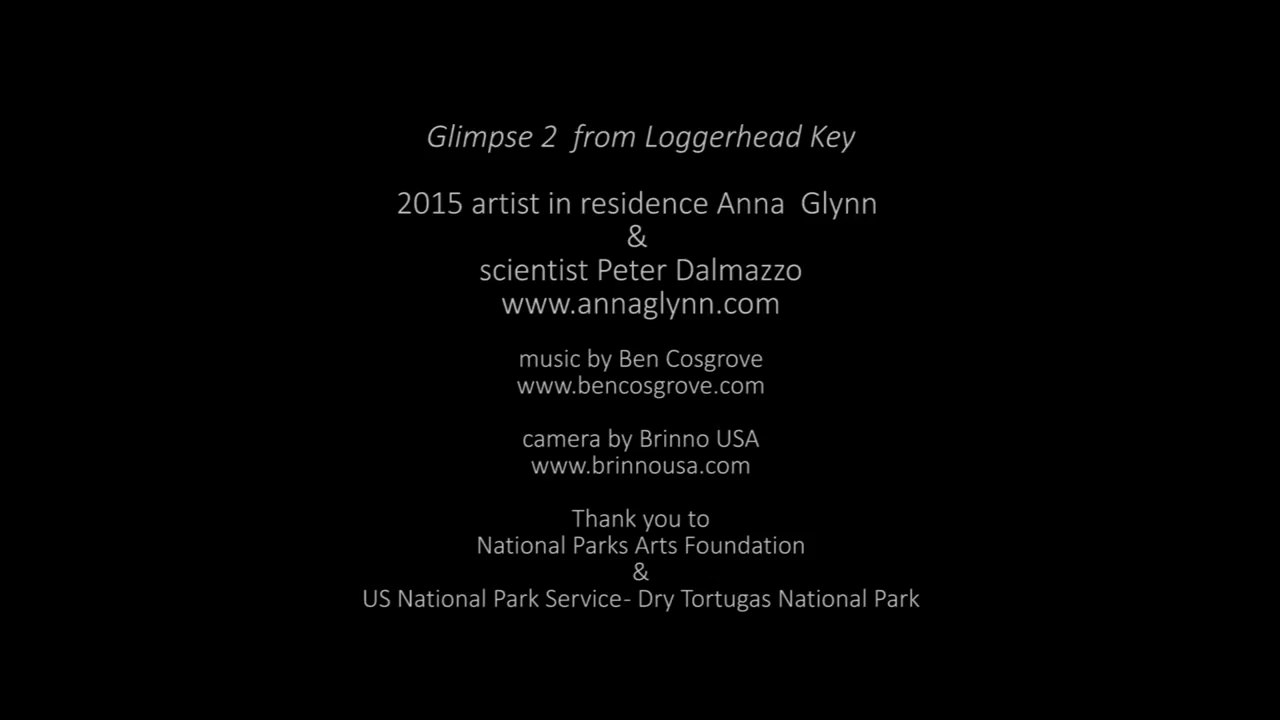 Glimpse 2 from Loggerhead Key
2015 artist in residence Anna Glynn
&
scientist Peter Dalmazzo
www.annaglynn.com
music by Ben Cosgrove
www.bencosgrove.com
camera by Brinno USA
www.brinnousa.com
Thank you to
National Parks Arts Foundation
&
US National Park Service- Dry Tortugas National Park